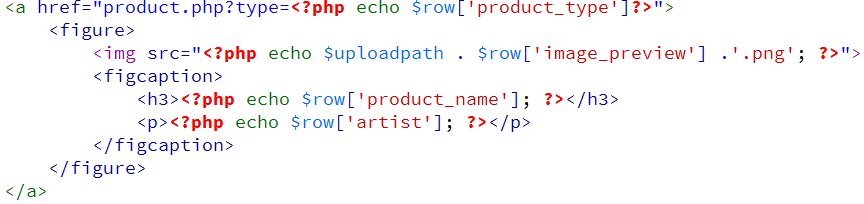 <a href="product.php?type=<?php echo $row['product_type']?>">
<figure>
<img src="<?php echo $uploadpath . $row['image_preview'] .'.png'; ?>">
<figcaption>
<h3><?php echo $row['product_name']; ?></h3>
<p><?php echo $row['artist']; ?></p>
</figcaption>
</figure>
</a>